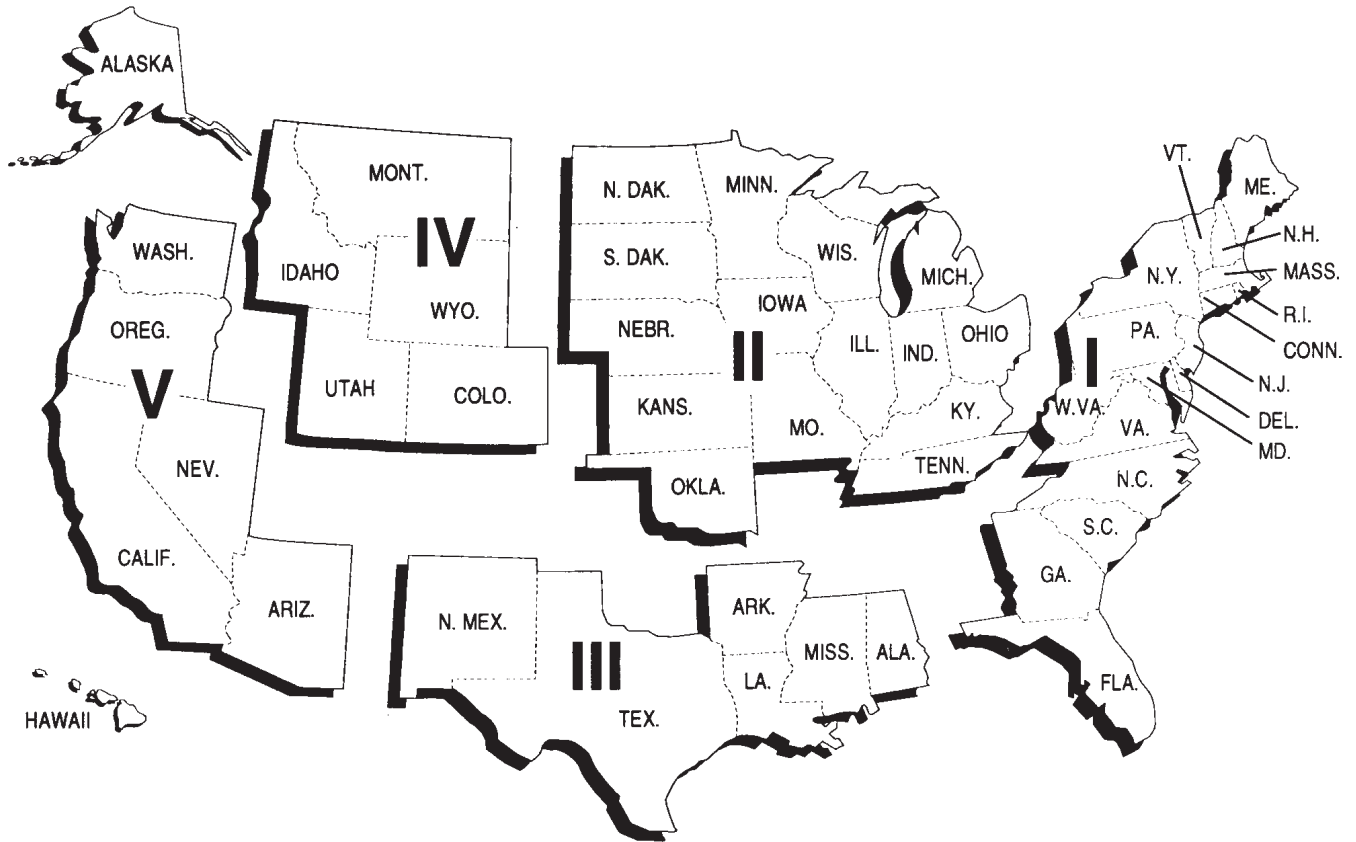 ALASKA
MONT.
IV
IDAHO
WYO.
UTAH
COLO.
WASH.
OREG.
V
NEV.
CALIF.
ARIZ.
HAWAII
N. DAK.
MINN.
S. DAK.
WIS.
MICH.
NEBR.
IOWA
II
ILL.
IND.
OHIO
KANS.
MO.
KY.
OKLA.
TENN.
N. MEX.
III
TEX.
ARK.
LA.
MISS.
ALA.
VT.
ME.
N.H.
N.Y.
MASS.
R.I.
PA.
CONN.
I
N.J.
W.VA.
DEL.
VA.
MD.
N.C.
S.C.
GA.
FLA.